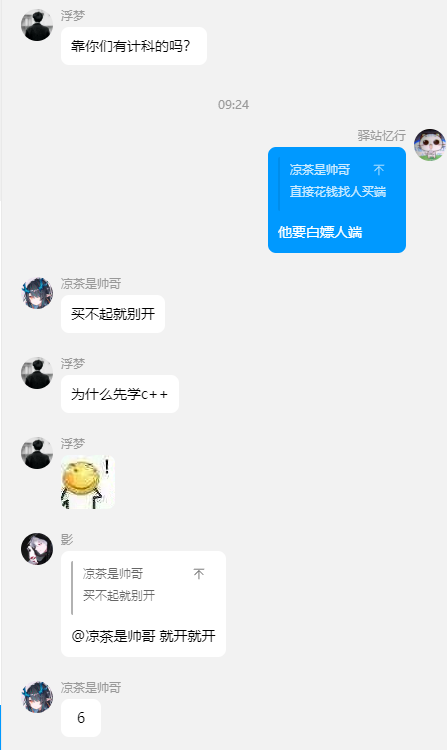 浮梦
靠你们有计科的吗？
09:24
驿站忆行
凉茶是帅哥
直接花钱找人买端
他要白嫖人端
凉茶是帅哥
买不起就别开
浮梦
为什么先学c++
浮梦
!
影
凉茶是帅哥
买不起就别开
@凉茶是帅哥 就开就开
凉茶是帅哥
6